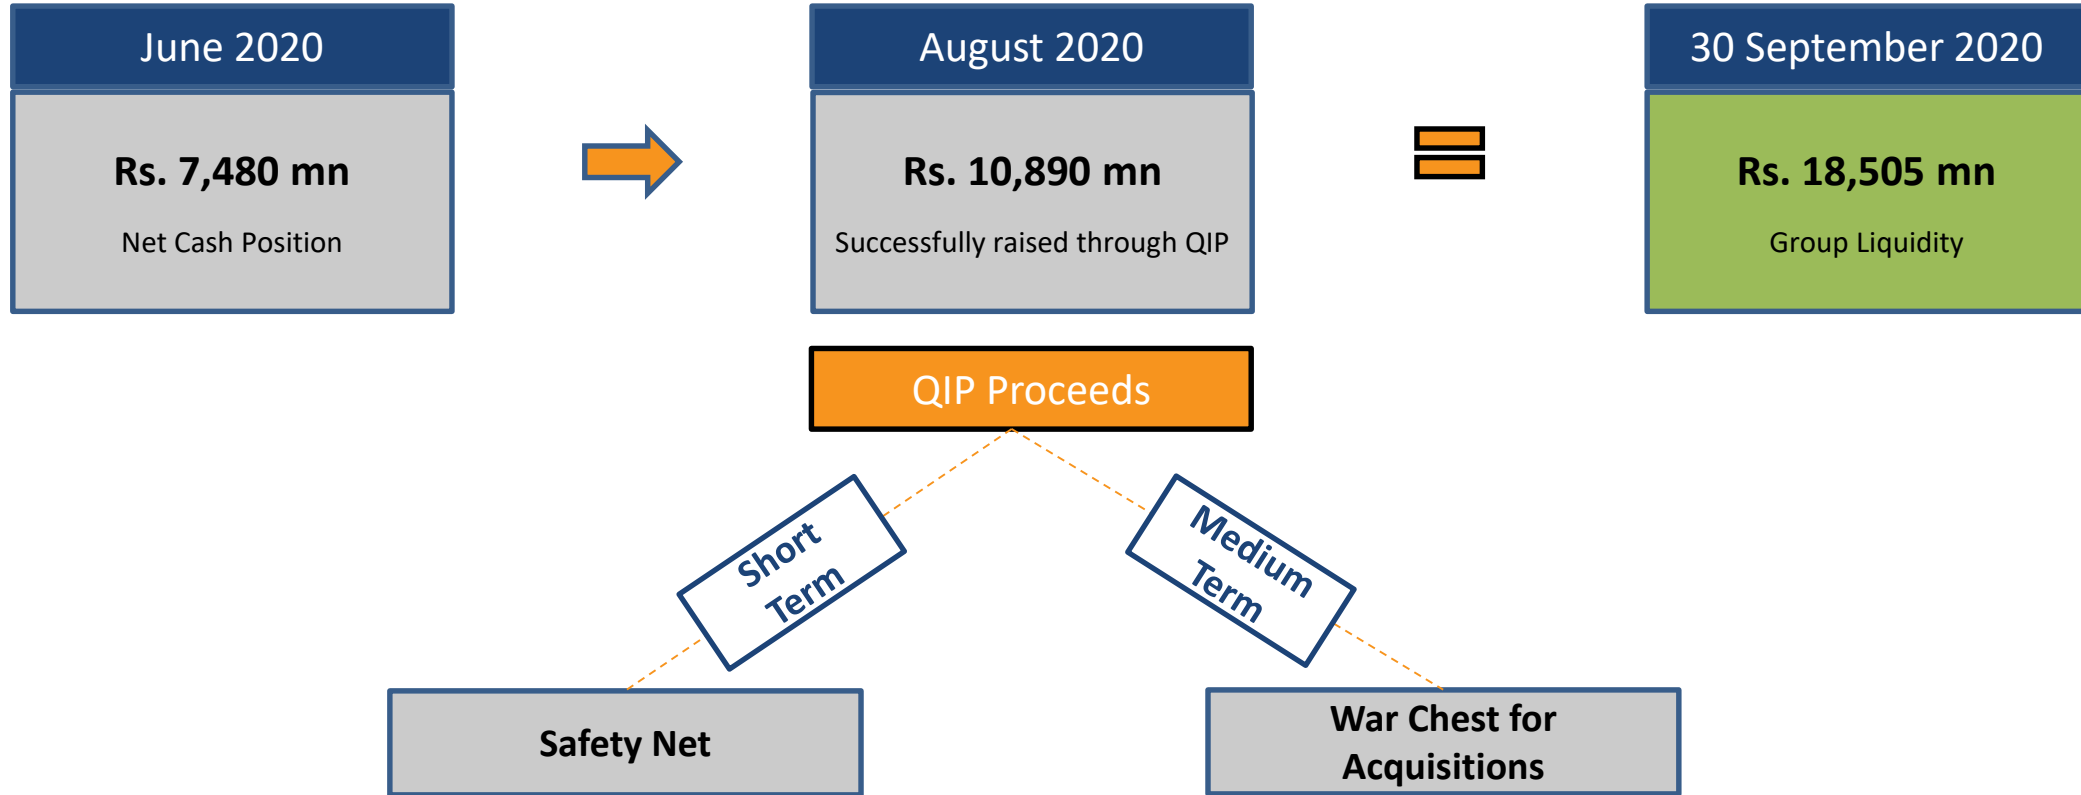 June 2020
Rs. 7,480 mn
Net Cash Position
August 2020
Rs. 10,890 mn
Successfully raised through QIP
30 September 2020
Rs. 18,505 mn
Group Liquidity
QIP Proceeds
Short
Term
Medium
Term
Safety Net
War Chest for
Acquisitions